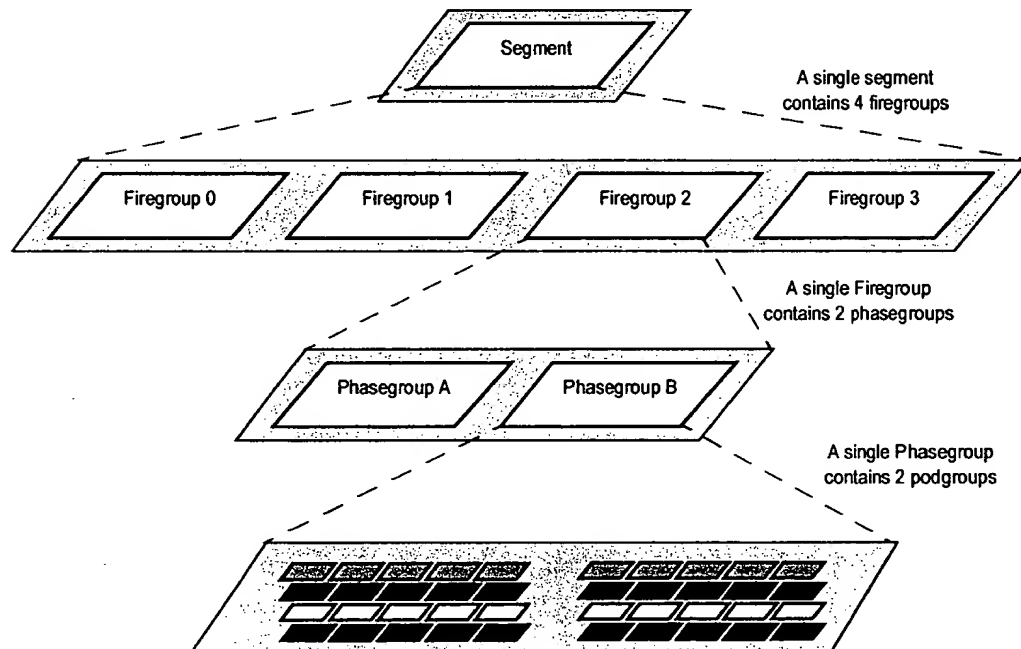 Segment
A single segment
contains 4 firegroups
Firegroup 0
Firegroup 1
Firegroup 2
Firegroup 3
A single Firegroup
contains 2 phasegroups
Phasegroup A
Phasegroup B
A single Phasegroup
contains 2 podgroups